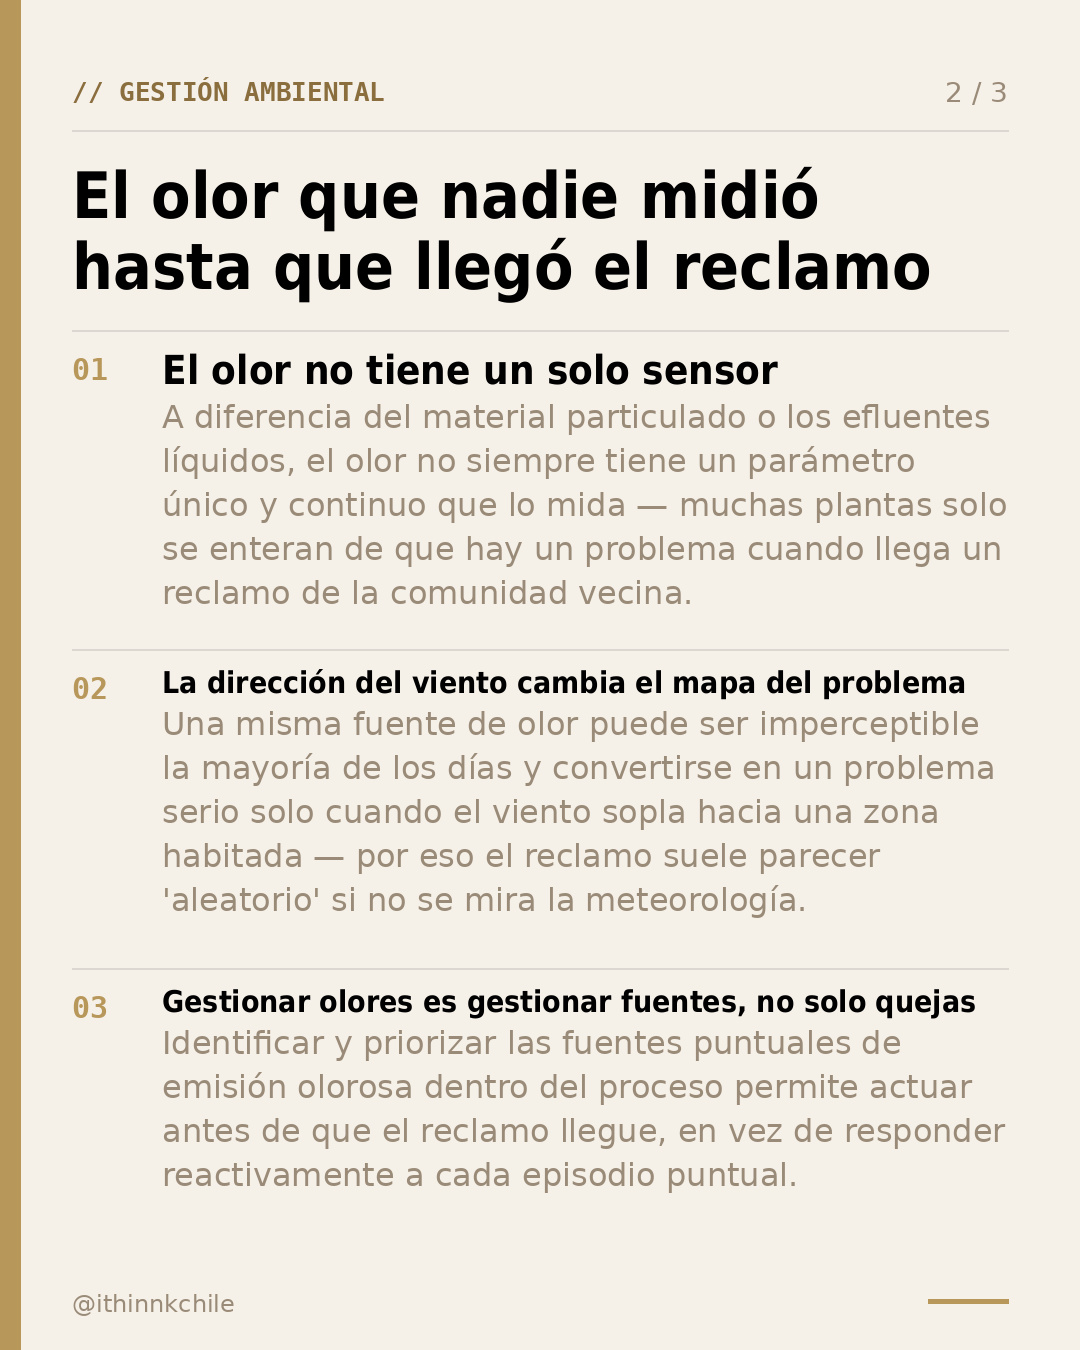 // GESTIÓN AMBIENTAL
2 / 3
El olor que nadie midió
hasta que llegó el reclamo
01
El olor no tiene un solo sensor
A diferencia del material particulado o los efluentes
líquidos, el olor no siempre tiene un parámetro
único y continuo que lo mida — muchas plantas solo
se enteran de que hay un problema cuando llega un
reclamo de la comunidad vecina.
02
La dirección del viento cambia el mapa del problema
Una misma fuente de olor puede ser imperceptible
la mayoría de los días y convertirse en un problema
serio solo cuando el viento sopla hacia una zona
habitada — por eso el reclamo suele parecer
'aleatorio' si no se mira la meteorología.
03
Gestionar olores es gestionar fuentes, no solo quejas
Identificar y priorizar las fuentes puntuales de
emisión olorosa dentro del proceso permite actuar
antes de que el reclamo llegue, en vez de responder
reactivamente a cada episodio puntual.
@ithinnkchile